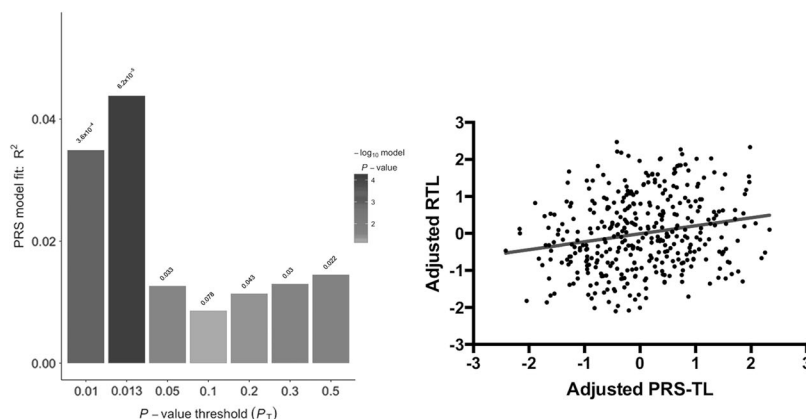 PRS model fit: R²
0.04
0.02
0.00
3.6x10⁻⁴
6.2x10⁻⁵
0.033
0.078
0.043
0.03
0.022
− log₁₀ model
P − value
4
3
2
0.01 0.013 0.05 0.1 0.2 0.3 0.5
P − value threshold (P_T)
Adjusted RTL
3
2
1
0
-1
-2
-3
-3 -2 -1 0 1 2 3
Adjusted PRS-TL